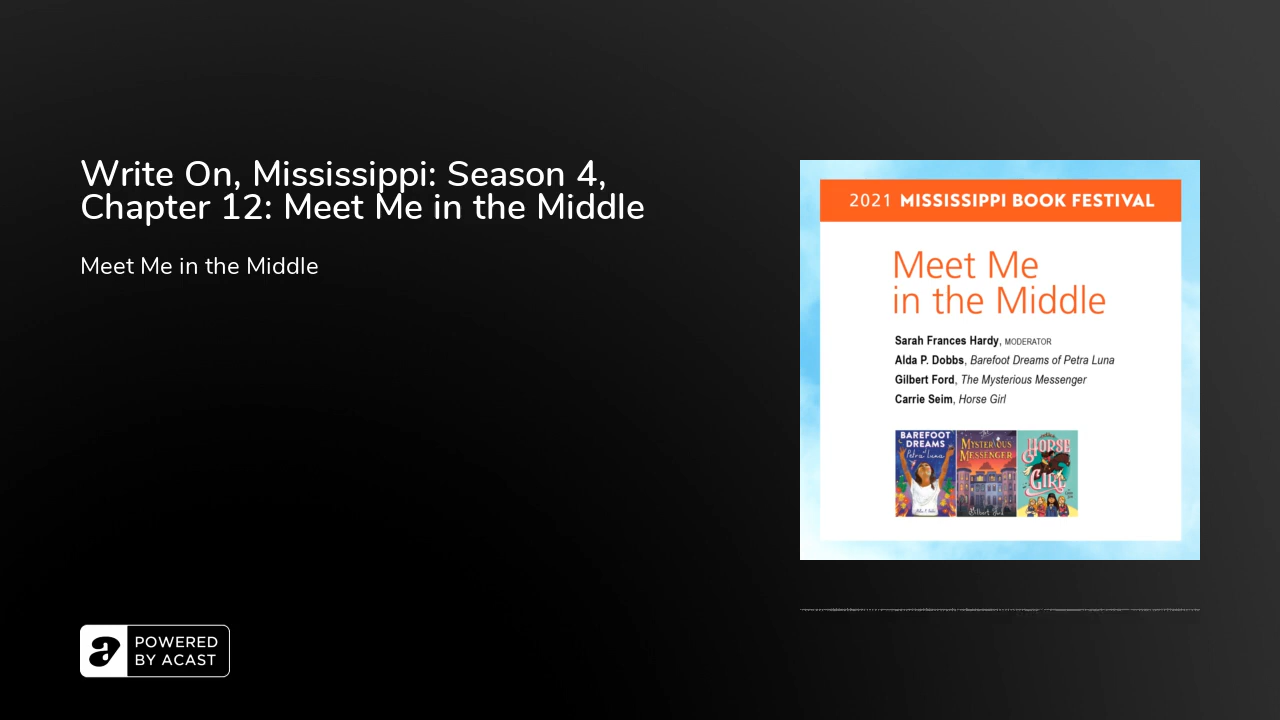 Write On, Mississippi: Season 4,
Chapter 12: Meet Me in the Middle
Meet Me in the Middle
2021 MISSISSIPPI BOOK FESTIVAL
Meet Me
in the Middle
Sarah Frances Hardy, MODERATOR
Alda P. Dobbs, Barefoot Dreams of Petra Luna
Gilbert Ford, The Mysterious Messenger
Carrie Seim, Horse Girl
BAREFOOT
DREAMS
of Petra Luna
MYSTERIOUS
MESSENGER
Gilbert Ford
HORSE
GIRL
a
POWERED
BY ACAST